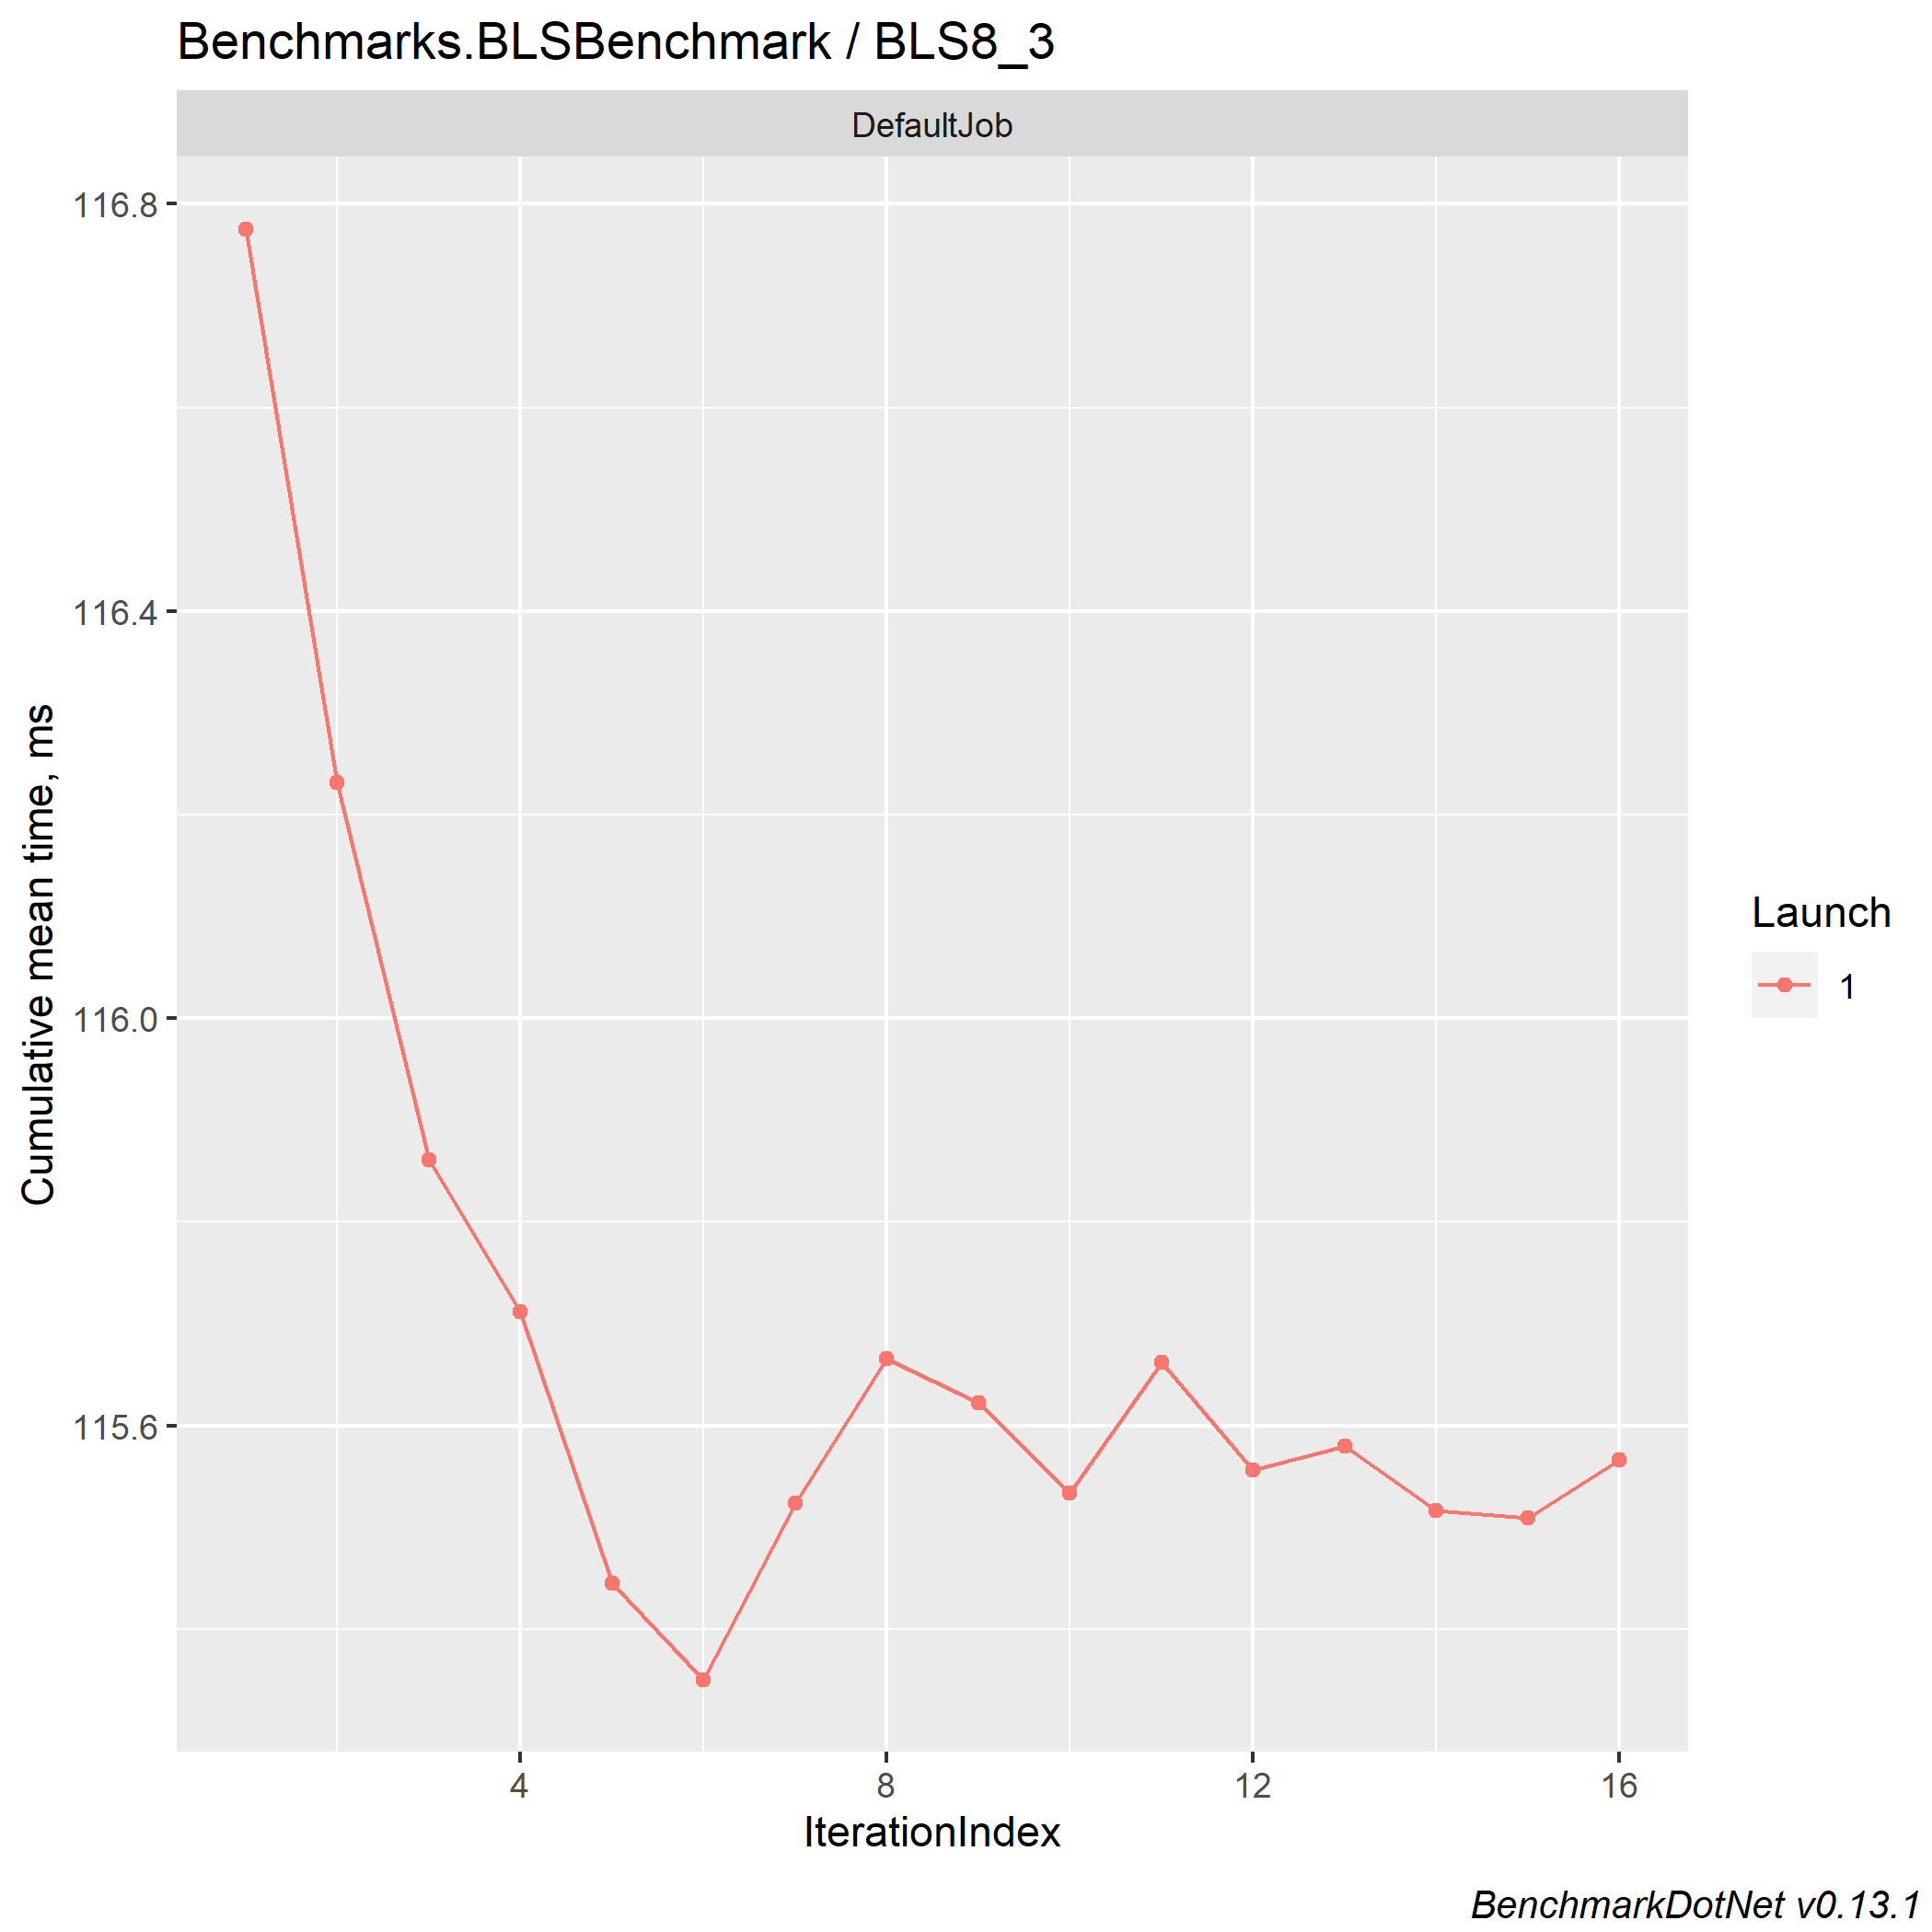 Benchmarks.BLSBenchmark / BLS8_3
DefaultJob
116.8
116.4
116.0
115.6
Cumulative mean time, ms
4
8
12
16
IterationIndex
Launch
1
BenchmarkDotNet v0.13.1